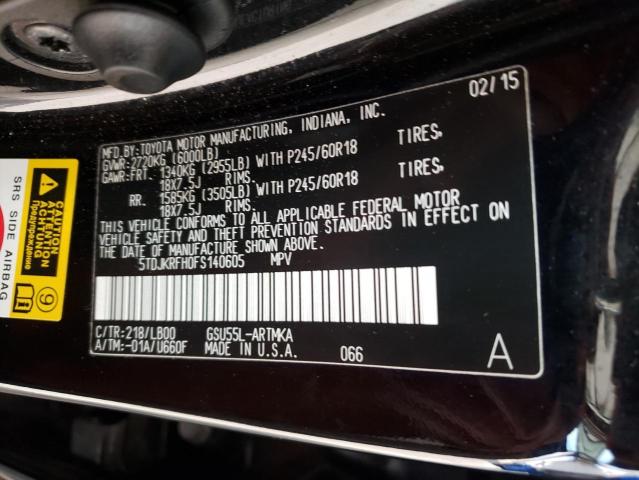 02/15
MFD.BY:TOYOTA MOTOR MANUFACTURING, INDIANA, INC.
GVWR:2720KG (6000LB)
GAWR:FRT. 1340KG (2955LB) WITH P245/60R18 TIRES,
18X7.5J RIMS.
RR. 1585KG (3505LB) WITH P245/60R18 TIRES,
18X7.5J RIMS.
THIS VEHICLE CONFORMS TO ALL APPLICABLE FEDERAL MOTOR
VEHICLE SAFETY AND THEFT PREVENTION STANDARDS IN EFFECT ON
THE DATE OF MANUFACTURE SHOWN ABOVE.
5TDJKRFH0FS140605 MPV
C/TR:218/LB00 GSU55L-ARTMKA
A/TM:-01A/U660F MADE IN U.S.A. 066 A
SRS SIDE AIRBAG
CAUTION
ATTENTION
ACHTUNG
Предупреждение
9